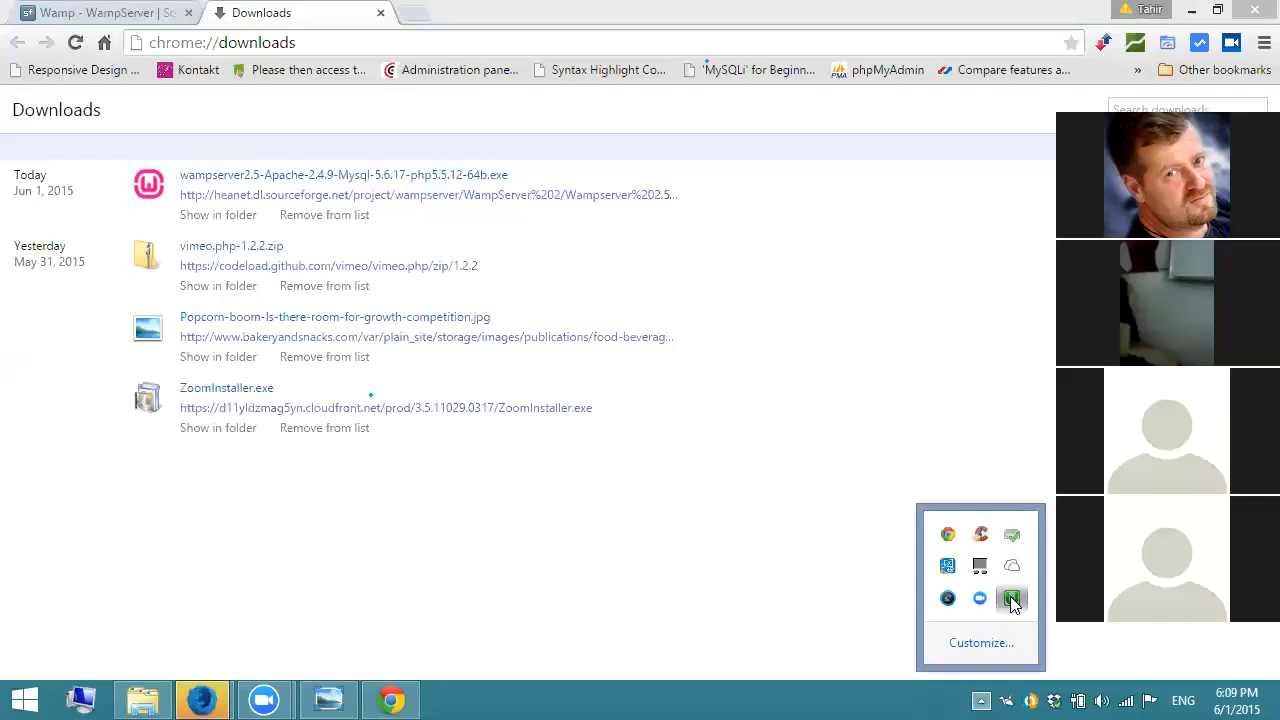 Wamp - WampServer | So
Downloads
Tahir
chrome://downloads
Responsive Design ...
Kontakt
Please then access t...
Administration pane...
Syntax Highlight Co...
'MySQLi' for Beginn...
phpMyAdmin
Compare features a...
»
Other bookmarks
Downloads
Search downloads
Today
Jun 1, 2015
wampserver2.5-Apache-2.4.9-Mysql-5.6.17-php5.5.12-64b.exe
http://heanet.dl.sourceforge.net/project/wampserver/WampServer%202/Wampserver%202.5...
Show in folder Remove from list
Yesterday
May 31, 2015
vimeo.php-1.2.2.zip
https://codeload.github.com/vimeo/vimeo.php/zip/1.2.2
Show in folder Remove from list
Popcorn-boom-Is-there-room-for-growth-competition.jpg
http://www.bakeryandsnacks.com/var/plain_site/storage/images/publications/food-beverag...
Show in folder Remove from list
ZoomInstaller.exe
https://d11yldzmag5yn.cloudfront.net/prod/3.5.11029.0317/ZoomInstaller.exe
Show in folder Remove from list
Customize...
ENG
6:09 PM
6/1/2015